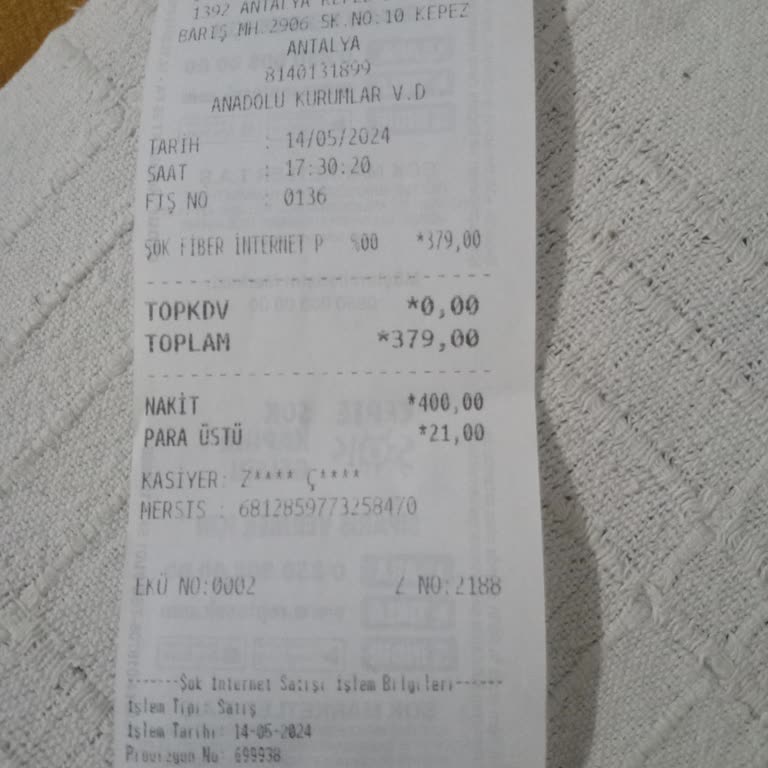 1392 ANTALYA KEPEZ
BARIŞ MH.2906 SK.NO:10 KEPEZ
ANTALYA
8140131899
ANADOLU KURUMLAR V.D
TARİH : 14/05/2024
SAAT : 17:30:20
FİŞ NO : 0136
ŞOK FİBER İNTERNET P %00 *379,00
TOPKDV *0,00
TOPLAM *379,00
NAKİT *400,00
PARA ÜSTÜ *21,00
KASİYER: Z**** Ç****
MERSİS : 6812859773258470
EKÜ NO:0002 Z NO:2188
------Şok İnternet Satışı İşlem Bilgileri------
İşlem Tipi: Satış
İşlem Tarihi: 14-05-2024
Provizyon No: 699938